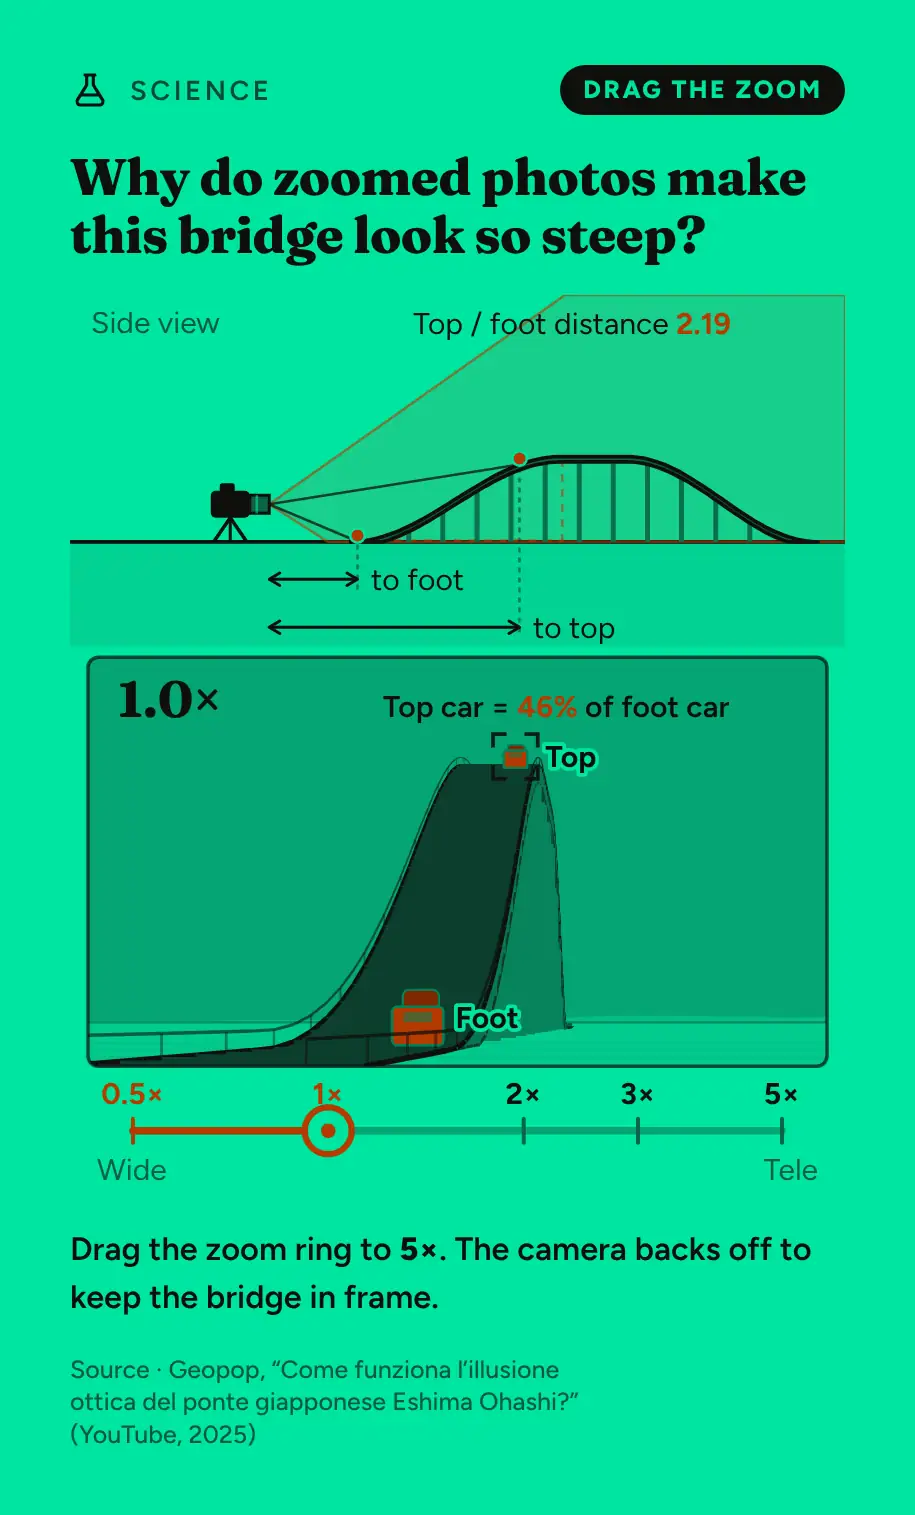 SCIENCE
DRAG THE ZOOM
Why do zoomed photos make
this bridge look so steep?
Side view
Top / foot distance 2.19
to foot
to top
1.0×
Top car = 46% of foot car
Top
Foot
0.5×
1×
2×
3×
5×
Wide
Tele
Drag the zoom ring to 5×. The camera backs off to
keep the bridge in frame.
Source · Geopop, “Come funziona l’illusione
ottica del ponte giapponese Eshima Ohashi?”
(YouTube, 2025)